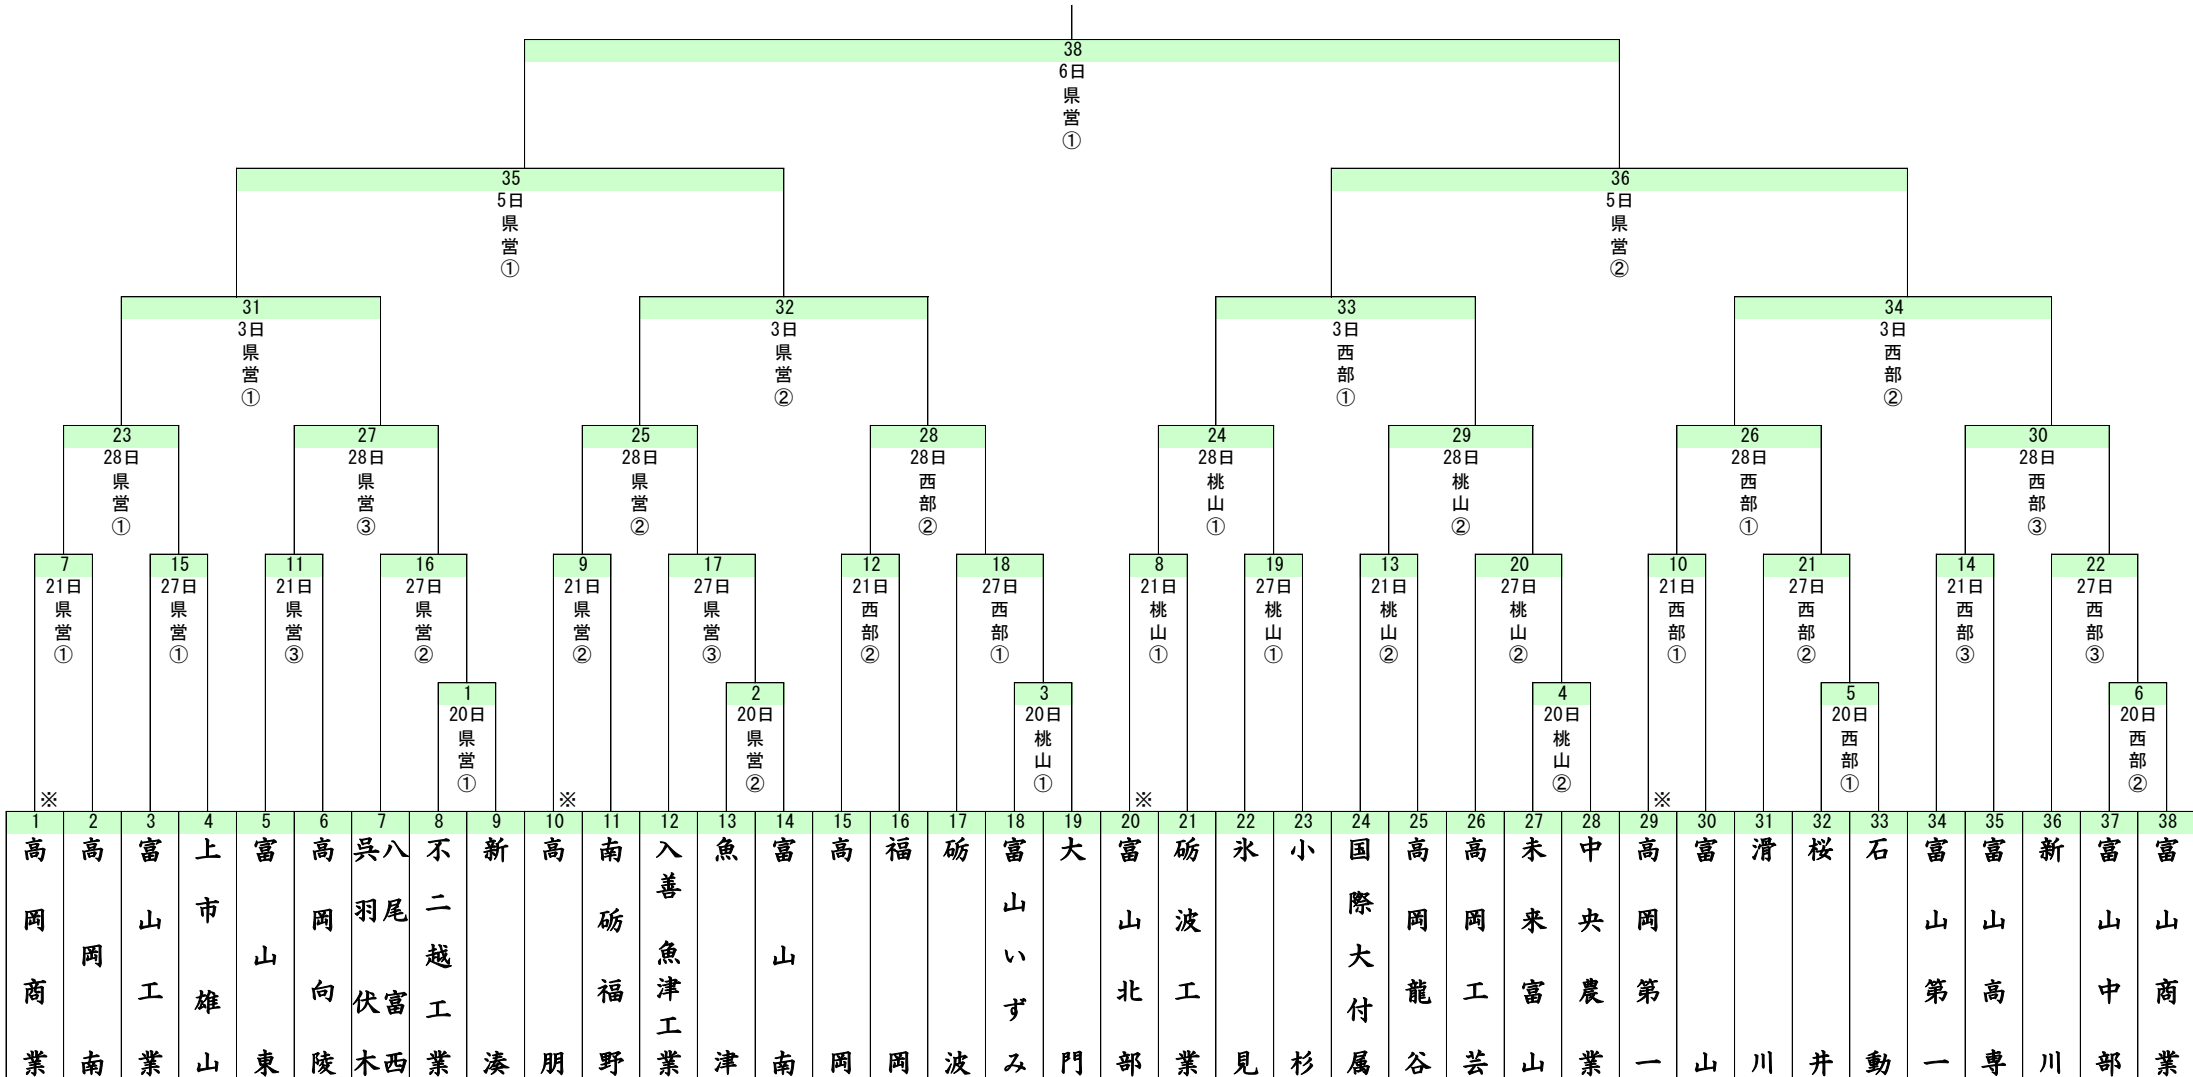 38
6日
県営①
35
5日
県営①
36
5日
県営②
31
3日
県営①
32
3日
県営②
33
3日
西部①
34
3日
西部②
23
28日
県営①
27
28日
県営③
25
28日
県営②
28
28日
西部②
24
28日
桃山①
29
28日
桃山②
26
28日
西部①
30
28日
西部③
7
21日
県営①
15
27日
県営①
11
21日
県営③
16
27日
県営②
9
21日
県営②
17
27日
県営③
12
21日
西部②
18
27日
西部①
8
21日
桃山①
19
27日
桃山①
13
21日
桃山②
20
27日
桃山②
10
21日
西部①
21
27日
西部②
14
21日
西部③
22
27日
西部③
1
20日
県営①
2
20日
県営②
3
20日
桃山①
4
20日
桃山②
5
20日
西部①
6
20日
西部②
※
※
※
※
1
高岡商業
2
高岡南
3
富山工業
4
上市雄山
5
富山東
6
高岡向陵
7
八尾富西
呉羽伏木
8
不二越工業
9
新湊
10
高朋
11
南砺福野
12
入善魚津工業
13
魚津
14
富山南
15
高岡
16
福岡
17
砺波
18
富山いずみ
19
大門
20
富山北部
21
砺波工業
22
氷見
23
小杉
24
国際大付属
25
高岡龍谷
26
高岡工芸
27
未来富山
28
中央農業
29
高岡第一
30
富山
31
滑川
32
桜井
33
石動
34
富山第一
35
富山高専
36
新川
37
富山中部
38
富山商業